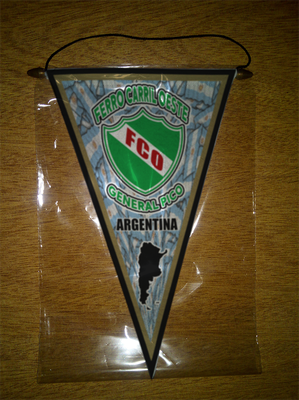 FERRO CARRIL OESTE
FCO
GENERAL PICO
ARGENTINA